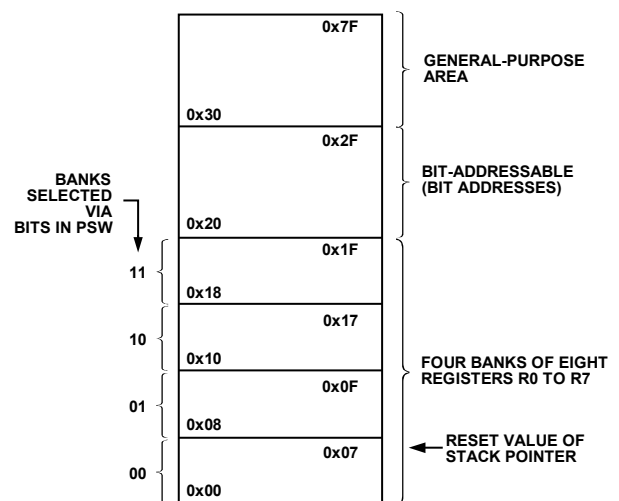 0x7F
GENERAL-PURPOSE
AREA
0x30
0x2F
BIT-ADDRESSABLE
(BIT ADDRESSES)
BANKS
SELECTED
VIA
BITS IN PSW
0x20
0x1F
11
0x18
0x17
10
0x10
FOUR BANKS OF EIGHT
REGISTERS R0 TO R7
0x0F
01
0x08
0x07
RESET VALUE OF
STACK POINTER
00
0x00